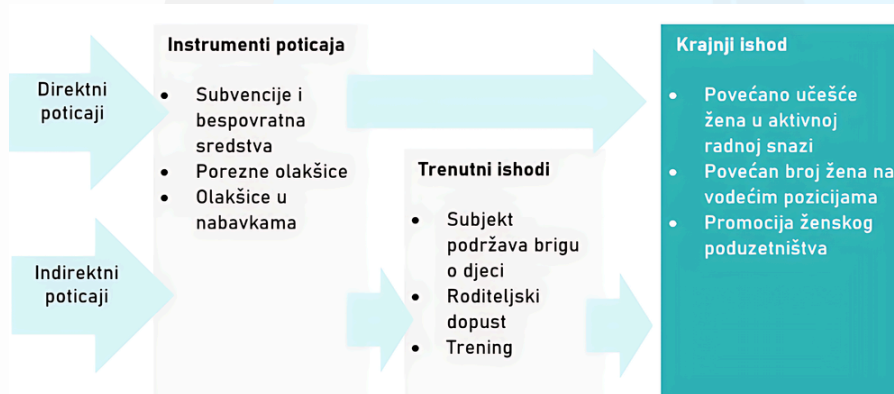 Direktni
poticaji
Indirektni
poticaji
Instrumenti poticaja
• Subvencije i
bespovratna
sredstva
• Porezne olakšice
• Olakšice u
nabavkama
Trenutni ishodi
• Subjekt
podržava brigu
o djeci
• Roditeljski
dopust
• Trening
Krajnji ishod
• Povećano učešće
žena u aktivnoj
radnoj snazi
• Povećan broj žena na
vodećim pozicijama
• Promocija ženskog
poduzetništva